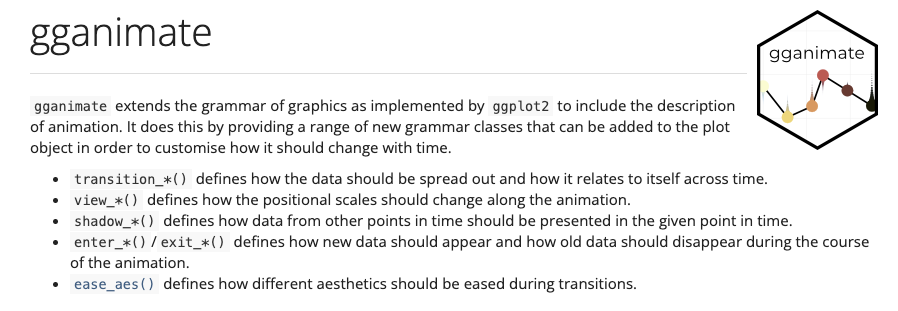 gganimate
gganimate
gganimate extends the grammar of graphics as implemented by ggplot2 to include the description
of animation. It does this by providing a range of new grammar classes that can be added to the plot
object in order to customise how it should change with time.
• transition_*() defines how the data should be spread out and how it relates to itself across time.
• view_*() defines how the positional scales should change along the animation.
• shadow_*() defines how data from other points in time should be presented in the given point in time.
• enter_*() / exit_*() defines how new data should appear and how old data should disappear during the course
of the animation.
• ease_aes() defines how different aesthetics should be eased during transitions.